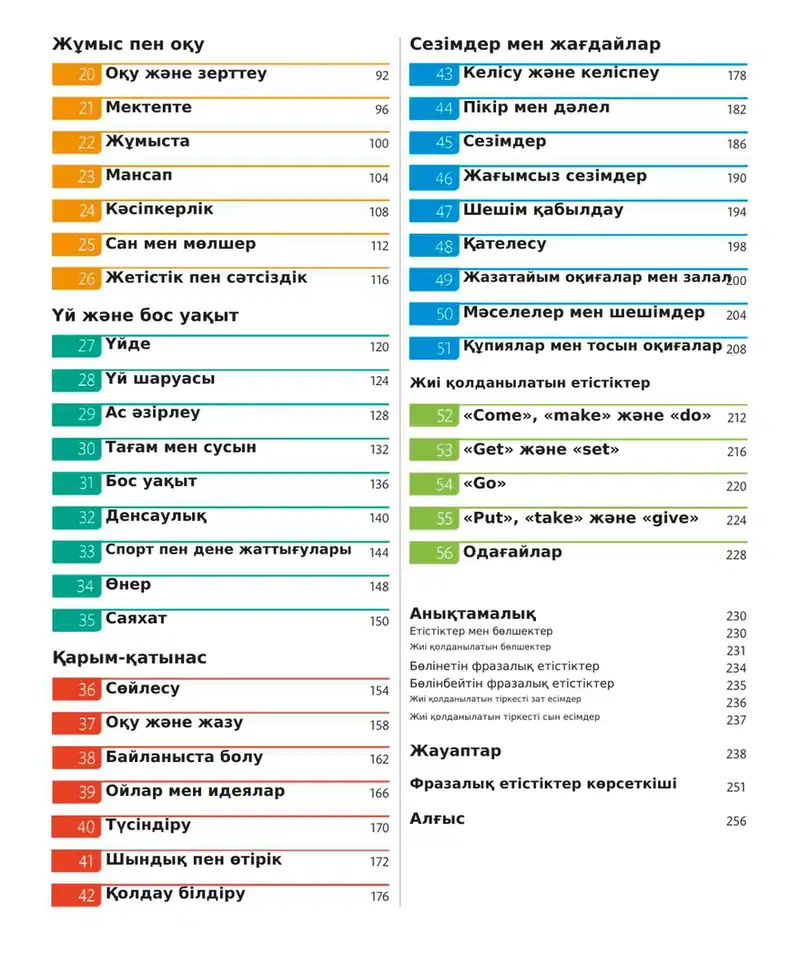 Жұмыс пен оқу
20 Оқу және зерттеу 92
21 Мектепте 96
22 Жұмыста 100
23 Мансап 104
24 Кәсіпкерлік 108
25 Сан мен мөлшер 112
26 Жетістік пен сәтсіздік 116
Үй және бос уақыт
27 Үйде 120
28 Үй шаруасы 124
29 Ас әзірлеу 128
30 Тағам мен сусын 132
31 Бос уақыт 136
32 Денсаулық 140
33 Спорт пен дене жаттығулары 144
34 Өнер 148
35 Саяхат 150
Қарым-қатынас
36 Сөйлесу 154
37 Оқу және жазу 158
38 Байланыста болу 162
39 Ойлар мен идеялар 166
40 Түсіндіру 170
41 Шындық пен өтірік 172
42 Қолдау білдіру 176
Сезімдер мен жағдайлар
43 Келісу және келіспеу 178
44 Пікір мен дәлел 182
45 Сезімдер 186
46 Жағымсыз сезімдер 190
47 Шешім қабылдау 194
48 Қателесу 198
49 Жазатайым оқиғалар мен залал 200
50 Мәселелер мен шешімдер 204
51 Құпиялар мен тосын оқиғалар 208
Жиі қолданылатын етістіктер
52 «Come», «make» және «do» 212
53 «Get» және «set» 216
54 «Go» 220
55 «Put», «take» және «give» 224
56 Одағайлар 228
Анықтамалық 230
Етістіктер мен бөлшектер 230
Жиі қолданылатын бөлшектер 231
Бөлінетін фразалық етістіктер 234
Бөлінбейтін фразалық етістіктер 235
Жиі қолданылатын тіркесті зат есімдер 236
Жиі қолданылатын тіркесті сын есімдер 237
Жауаптар 238
Фразалық етістіктер көрсеткіші 251
Алғыс 256